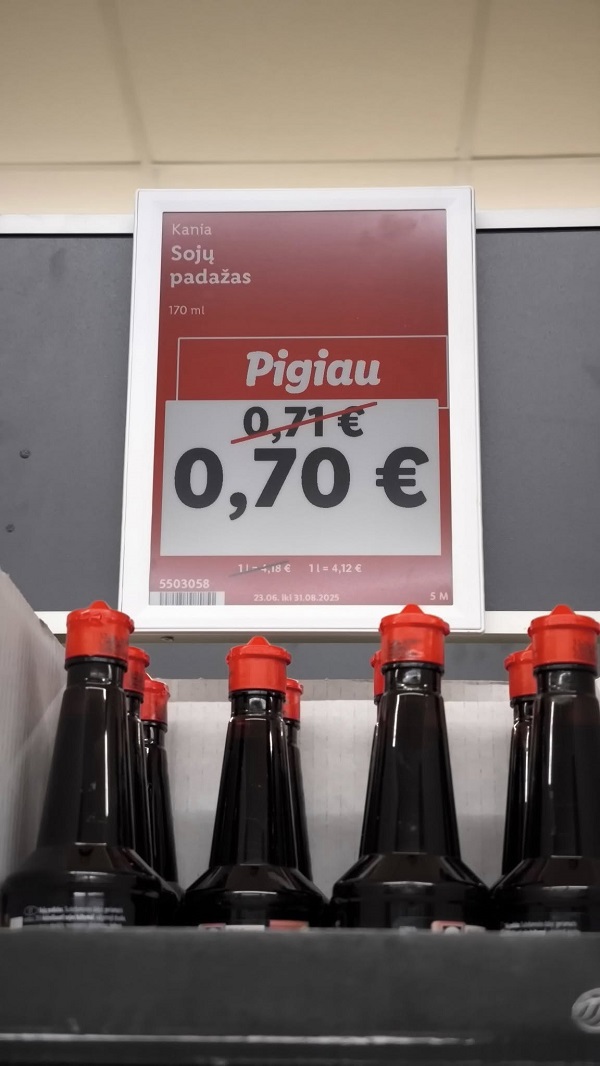 Kania
Sojų
padažas
170 ml
Pigiau
0,71 €
0,70 €
1 l = 4,18 € 1 l = 4,12 €
5503058
23.06. iki 31.08.2025 5 M